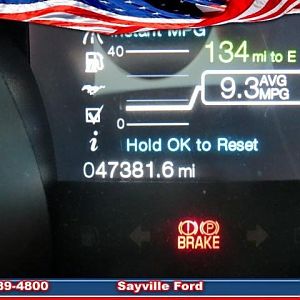 Instant MPG
40
134 mi to E
9.3 AVG MPG
0
i Hold OK to Reset
047381.6 mi
(!) (P)
BRAKE
89-4800 Sayville Ford